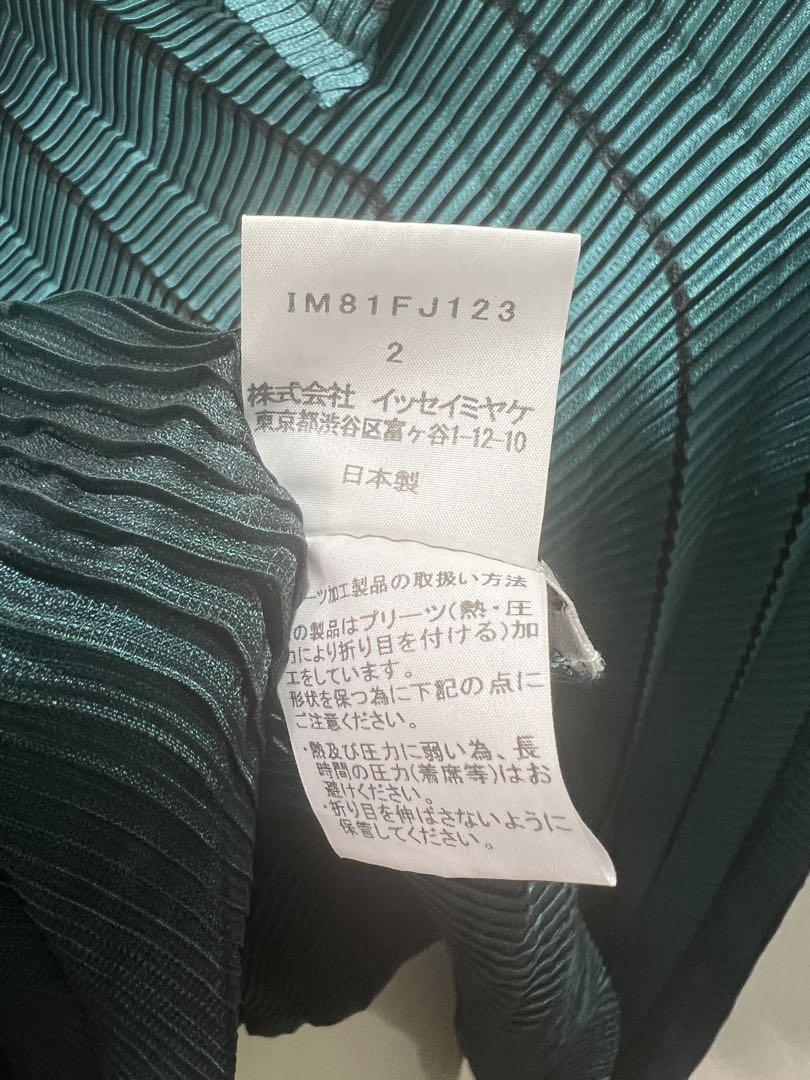 IM81FJ123
2
株式会社 イッセイミヤケ
東京都渋谷区富ヶ谷1-12-10
日本製
ーツ加工製品の取扱い方法
の製品はプリーツ(熱・圧
力により折り目を付ける)加
工をしています。
形状を保つ為に下記の点に
ご注意ください。
・熱及び圧力に弱い為、長
時間の圧力(着席等)はお
避けください。
・折り目を伸ばさないように
保管してください。